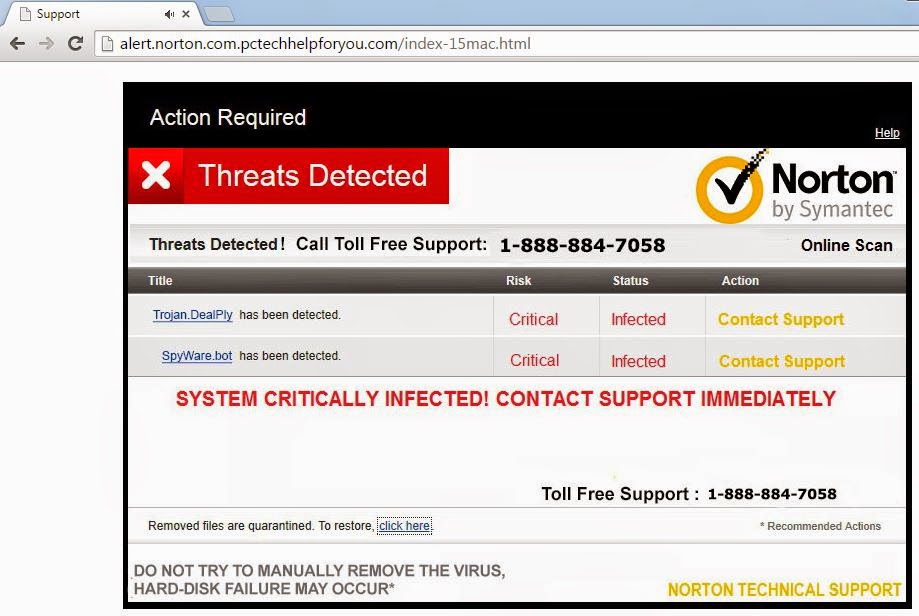 Support
alert.norton.com.pctechhelpforyou.com/index-15mac.html
Action Required
Help
Threats Detected
Norton™
by Symantec
Threats Detected! Call Toll Free Support: 1-888-884-7058 Online Scan
Title Risk Status Action
Trojan.DealPly has been detected. Critical Infected Contact Support
SpyWare.bot has been detected. Critical Infected Contact Support
SYSTEM CRITICALLY INFECTED! CONTACT SUPPORT IMMEDIATELY
Toll Free Support : 1-888-884-7058
Removed files are quarantined. To restore, click here. * Recommended Actions
DO NOT TRY TO MANUALLY REMOVE THE VIRUS,
HARD-DISK FAILURE MAY OCCUR*
NORTON TECHNICAL SUPPORT